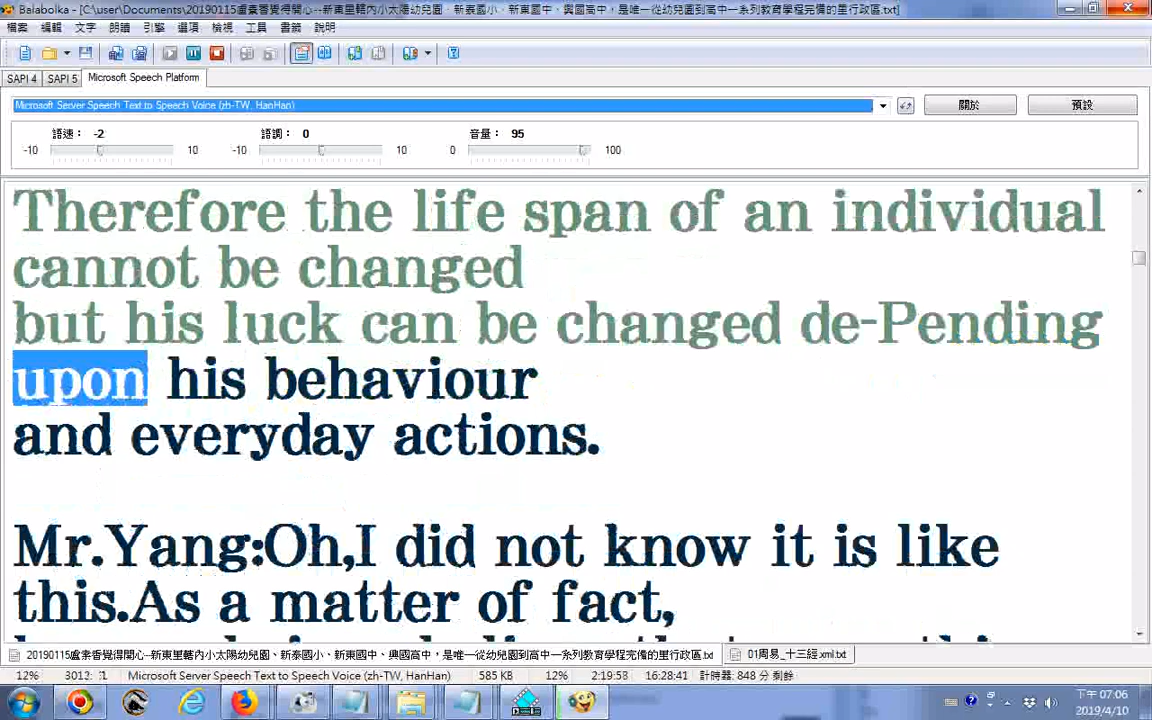 Balabolka - [C:\user\Documents\20190115盧素香覺得開心--新東里轄內小太陽幼兒園、新泰國小、新東國中、興國高中，是唯一從幼兒園到高中一系列教育學程完備的里行政區.txt]
檔案 編輯 文字 朗讀 引擎 選項 檢視 工具 書籤 說明
SAPI 4 SAPI 5 Microsoft Speech Platform
Microsoft Server Speech Text to Speech Voice (zh-TW, HanHan) 關於 預設
語速： -2 語調： 0 音量： 95
-10 10 -10 10 0 100
Therefore the life span of an individual
cannot be changed
but his luck can be changed de-Pending
upon his behaviour
and everyday actions.
Mr.Yang:Oh,I did not know it is like
this.As a matter of fact,
20190115盧素香覺得開心--新東里轄內小太陽幼兒園、新泰國小、新東國中、興國高中，是唯一從幼兒園到高中一系列教育學程完備的里行政區.txt 01周易_十三經.xml.txt
12% 3012: 1 Microsoft Server Speech Text to Speech Voice (zh-TW, HanHan) 585 KB 12% 2:19:58 16:28:41 計時器: 848 分 剩餘
下午 07:06
2019/4/10